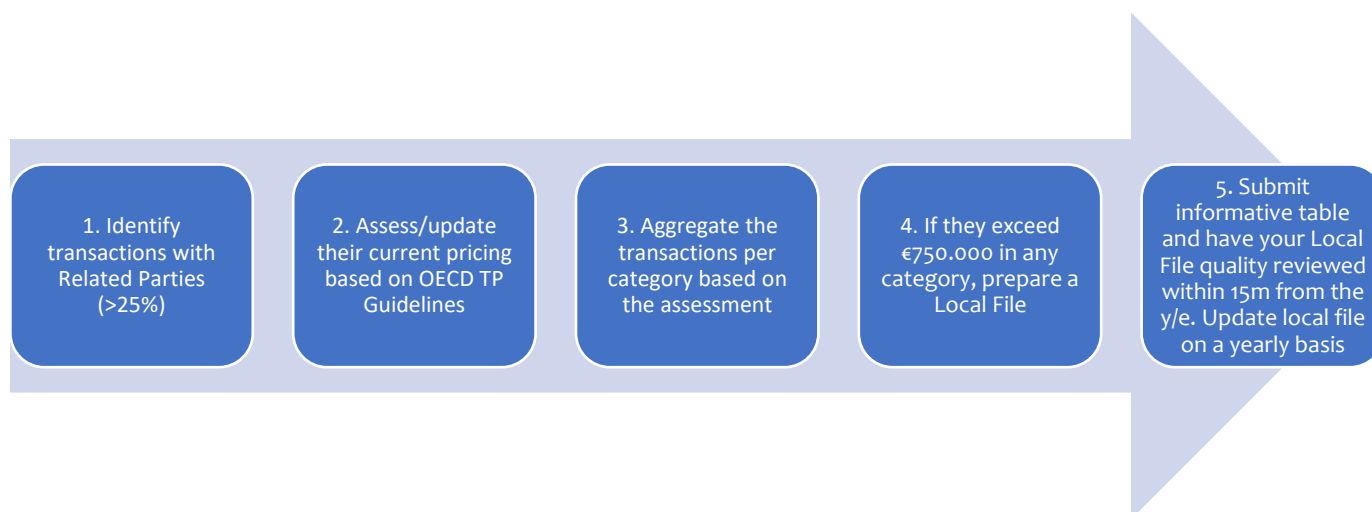 1. Identify
transactions with
Related Parties
(>25%)
2. Assess/update
their current pricing
based on OECD TP
Guidelines
3. Aggregate the
transactions per
category based on
the assessment
4. If they exceed
€750.000 in any
category, prepare a
Local File
5. Submit
informative table
and have your Local
File quality reviewed
within 15m from the
y/e. Update local file
on a yearly basis